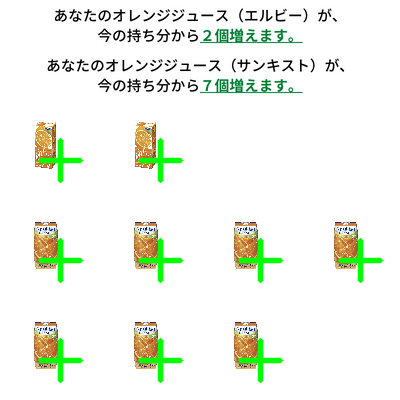 あなたのオレンジジュース（エルビー）が、
今の持ち分から２個増えます。
あなたのオレンジジュース（サンキスト）が、
今の持ち分から７個増えます。